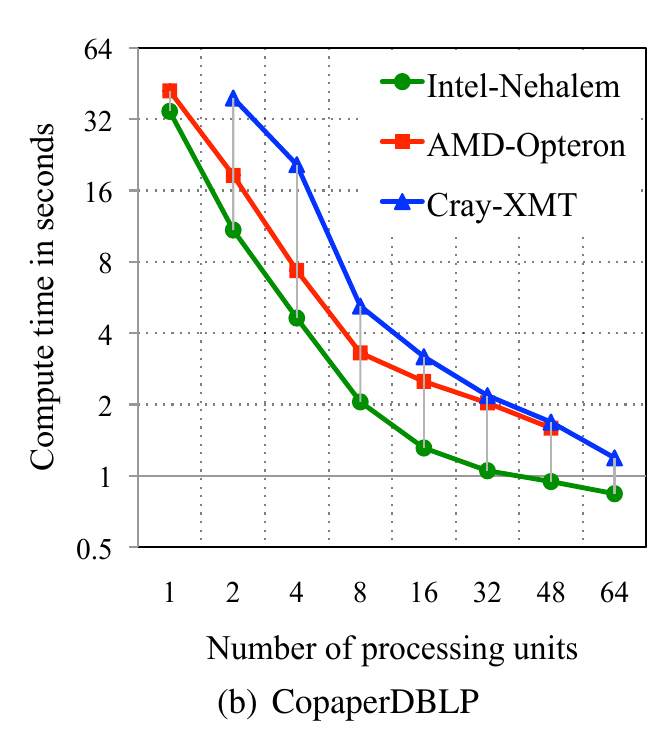 64
32
16
8
4
2
1
0.5
Compute time in seconds
Intel-Nehalem
AMD-Opteron
Cray-XMT
1 2 4 8 16 32 48 64
Number of processing units
(b) CopaperDBLP